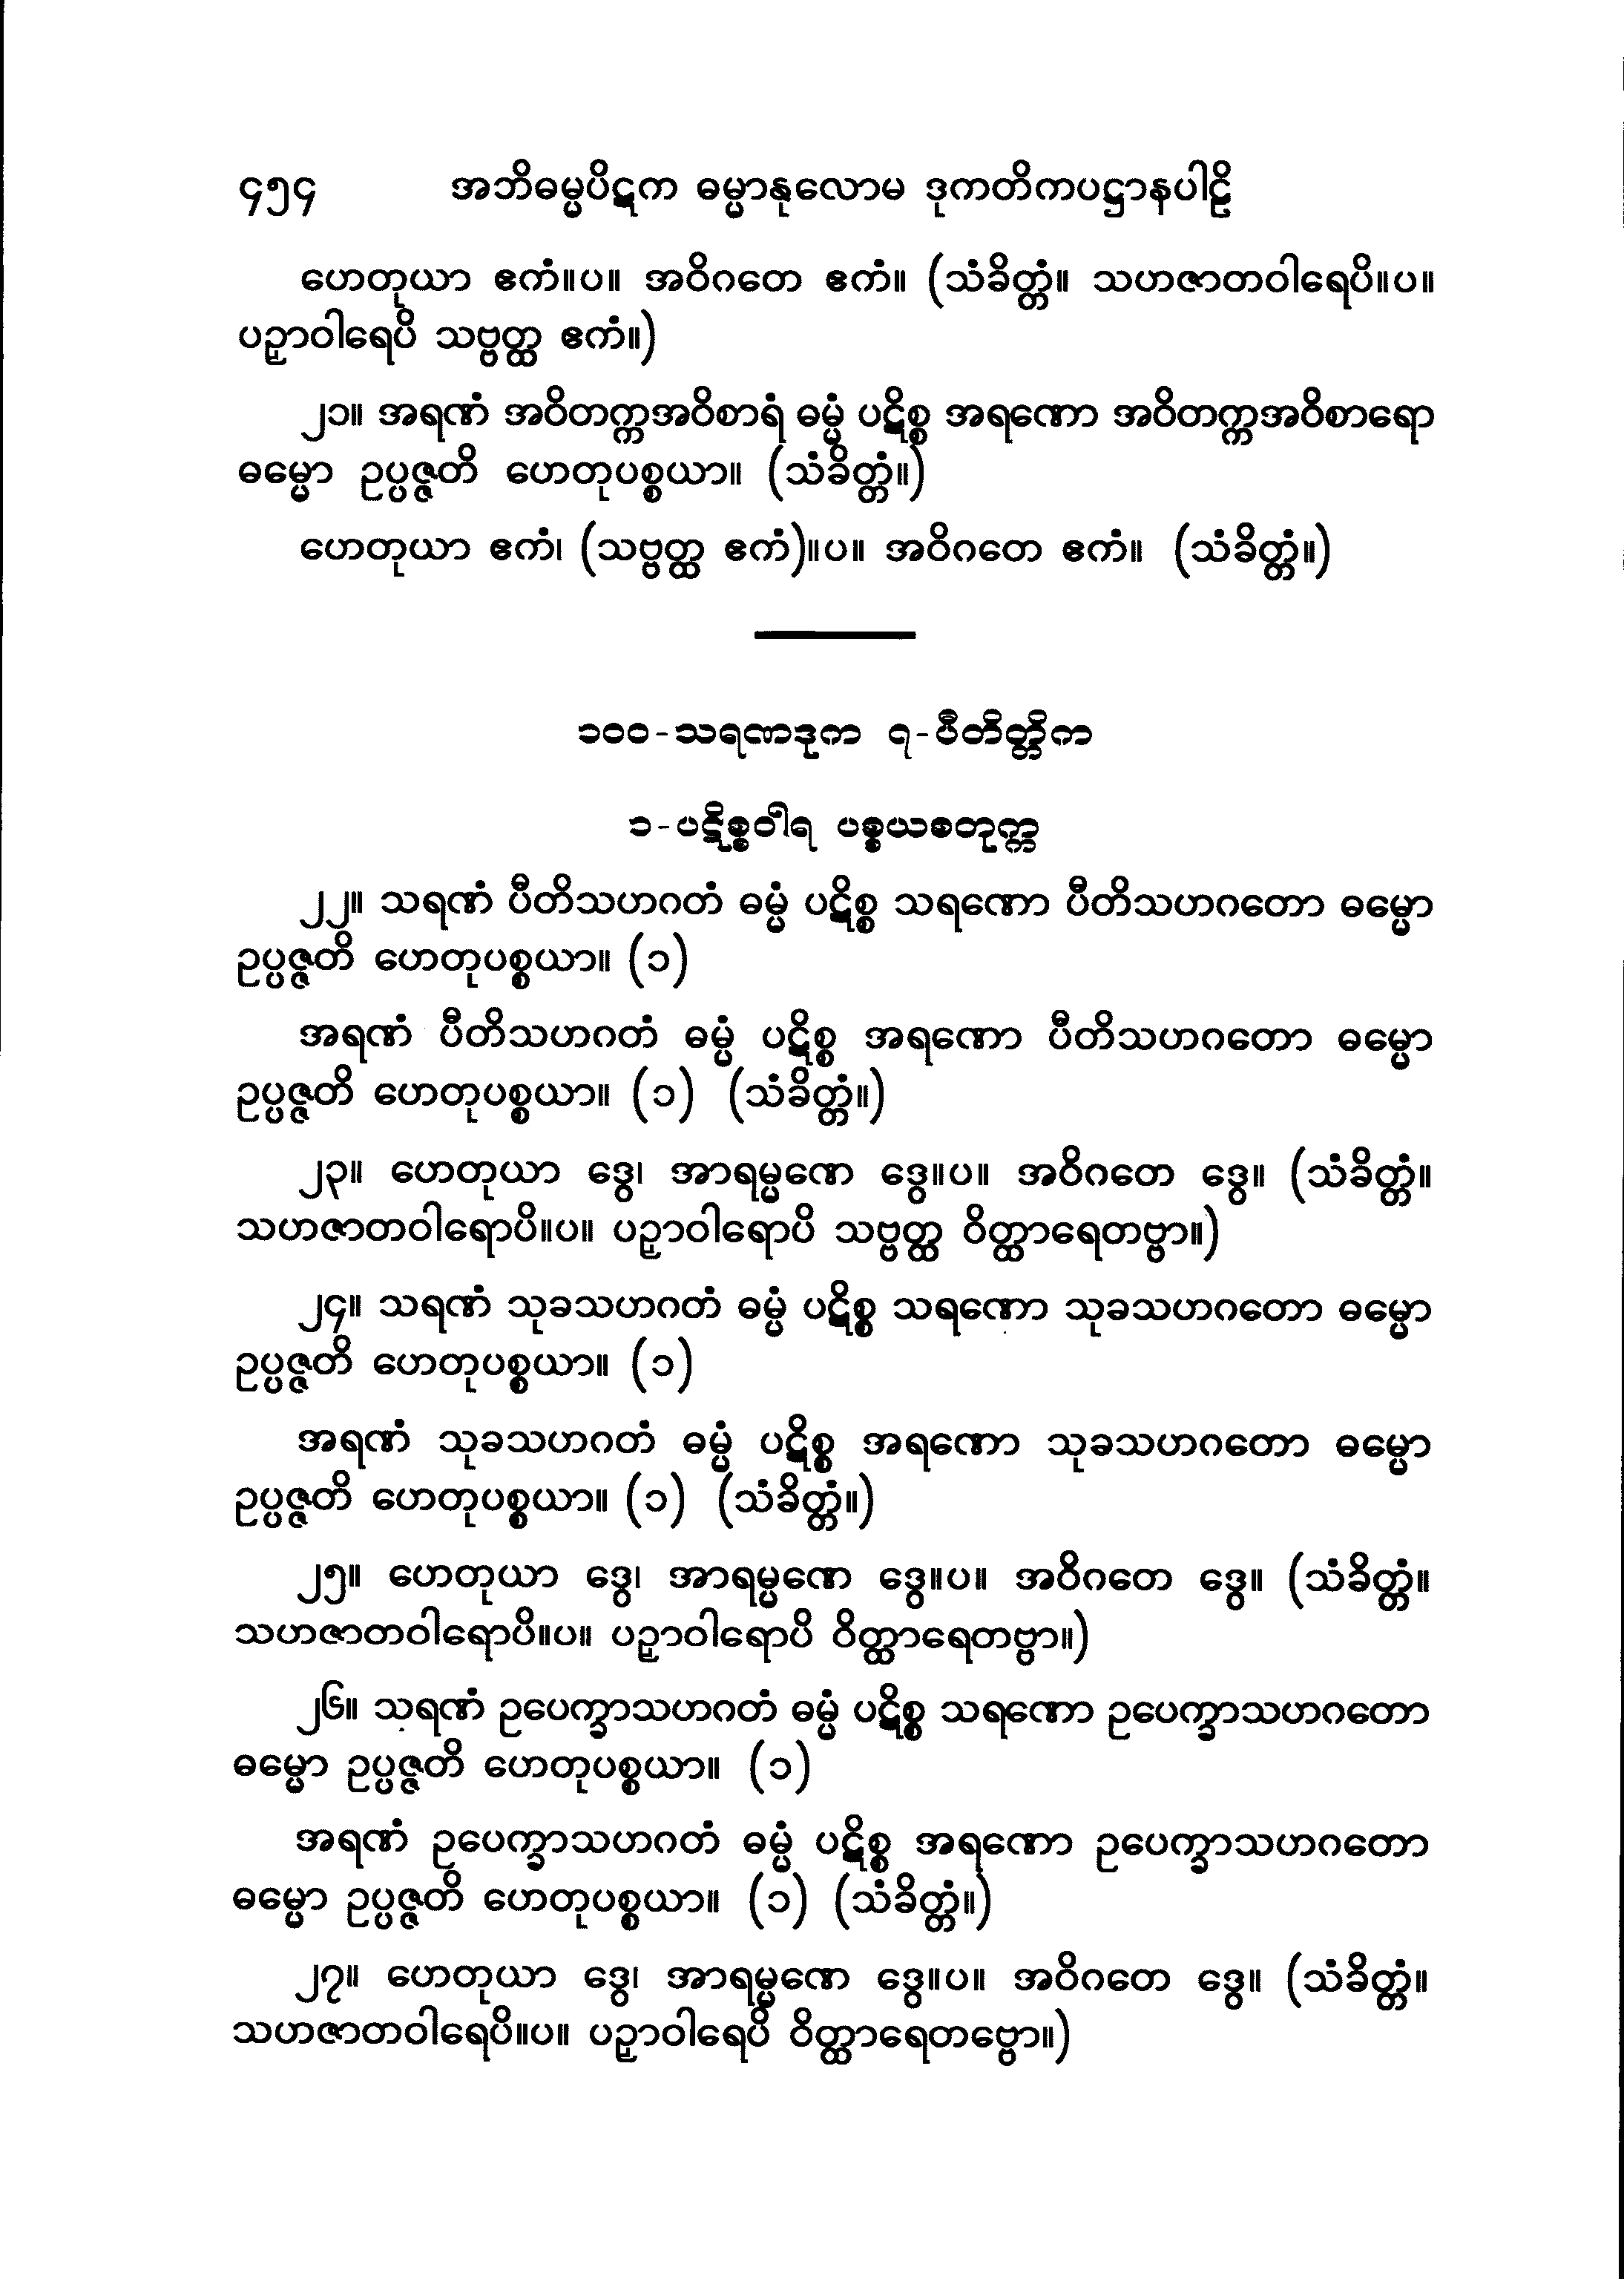 ၄၅၄ အဘိဓမ္မပိဋက ဓမ္မာနုလောမ ဒုကတိကပဋ္ဌာနပါဠိ
ဟေတုယာ ဧကံ။ပ။ အဝိဂတေ ဧကံ။ (သံခိတ္တံ။ သဟဇာတဝါရေပိ။ပ။
ပဉှာဝါရေပိ သဗ္ဗတ္ထ ဧကံ။)
၂၁။ အရဏံ အဝိတက္ကအဝိစာရံ ဓမ္မံ ပဋိစ္စ အရဏော အဝိတက္ကအဝိစာရော
ဓမ္မော ဥပ္ပဇ္ဇတိ ဟေတုပစ္စယာ။ (သံခိတ္တံ။)
ဟေတုယာ ဧကံ၊ (သဗ္ဗတ္ထ ဧကံ)။ပ။ အဝိဂတေ ဧကံ။ (သံခိတ္တံ။)
၁၀၀-သရဏဒုက ၇-ပီတိတ္တိက
၁-ပဋိစ္စဝါရ ပစ္စယစတုက္က
၂၂။ သရဏံ ပီတိသဟဂတံ ဓမ္မံ ပဋိစ္စ သရဏော ပီတိသဟဂတော ဓမ္မော
ဥပ္ပဇ္ဇတိ ဟေတုပစ္စယာ။ (၁)
အရဏံ ပီတိသဟဂတံ ဓမ္မံ ပဋိစ္စ အရဏော ပီတိသဟဂတော ဓမ္မော
ဥပ္ပဇ္ဇတိ ဟေတုပစ္စယာ။ (၁) (သံခိတ္တံ။)
၂၃။ ဟေတုယာ ဒွေ၊ အာရမ္မဏေ ဒွေ။ပ။ အဝိဂတေ ဒွေ။ (သံခိတ္တံ။
သဟဇာတဝါရောပိ။ပ။ ပဉှာဝါရောပိ သဗ္ဗတ္ထ ဝိတ္ထာရေတဗ္ဗာ။)
၂၄။ သရဏံ သုခသဟဂတံ ဓမ္မံ ပဋိစ္စ သရဏော သုခသဟဂတော ဓမ္မော
ဥပ္ပဇ္ဇတိ ဟေတုပစ္စယာ။ (၁)
အရဏံ သုခသဟဂတံ ဓမ္မံ ပဋိစ္စ အရဏော သုခသဟဂတော ဓမ္မော
ဥပ္ပဇ္ဇတိ ဟေတုပစ္စယာ။ (၁) (သံခိတ္တံ။)
၂၅။ ဟေတုယာ ဒွေ၊ အာရမ္မဏေ ဒွေ။ပ။ အဝိဂတေ ဒွေ။ (သံခိတ္တံ။
သဟဇာတဝါရောပိ။ပ။ ပဉှာဝါရောပိ ဝိတ္ထာရေတဗ္ဗာ။)
၂၆။ သရဏံ ဥပေက္ခာသဟဂတံ ဓမ္မံ ပဋိစ္စ သရဏော ဥပေက္ခာသဟဂတော
ဓမ္မော ဥပ္ပဇ္ဇတိ ဟေတုပစ္စယာ။ (၁)
အရဏံ ဥပေက္ခာသဟဂတံ ဓမ္မံ ပဋိစ္စ အရဏော ဥပေက္ခာသဟဂတော
ဓမ္မော ဥပ္ပဇ္ဇတိ ဟေတုပစ္စယာ။ (၁) (သံခိတ္တံ။)
၂၇။ ဟေတုယာ ဒွေ၊ အာရမ္မဏေ ဒွေ။ပ။ အဝိဂတေ ဒွေ။ (သံခိတ္တံ။
သဟဇာတဝါရေပိ။ပ။ ပဉှာဝါရေပိ ဝိတ္ထာရေတဗ္ဗော။)